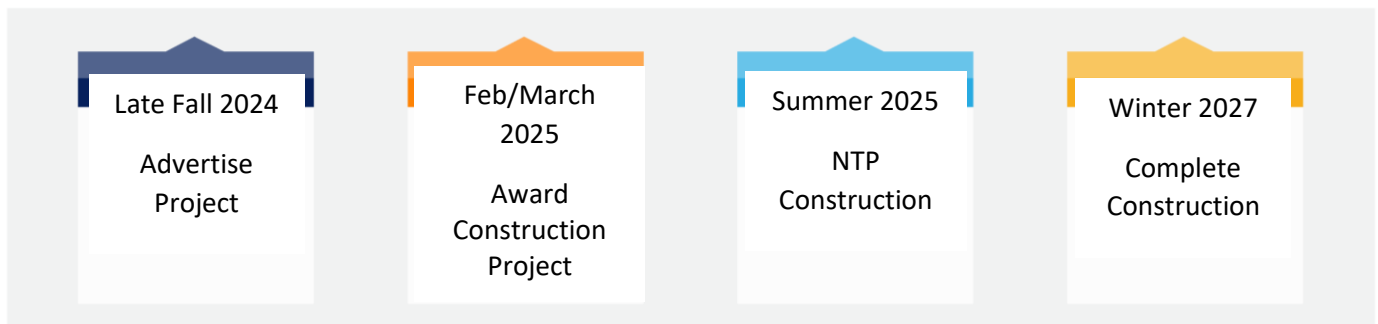 Late Fall 2024
Advertise
Project
Feb/March
2025
Award
Construction
Project
Summer 2025
NTP
Construction
Winter 2027
Complete
Construction